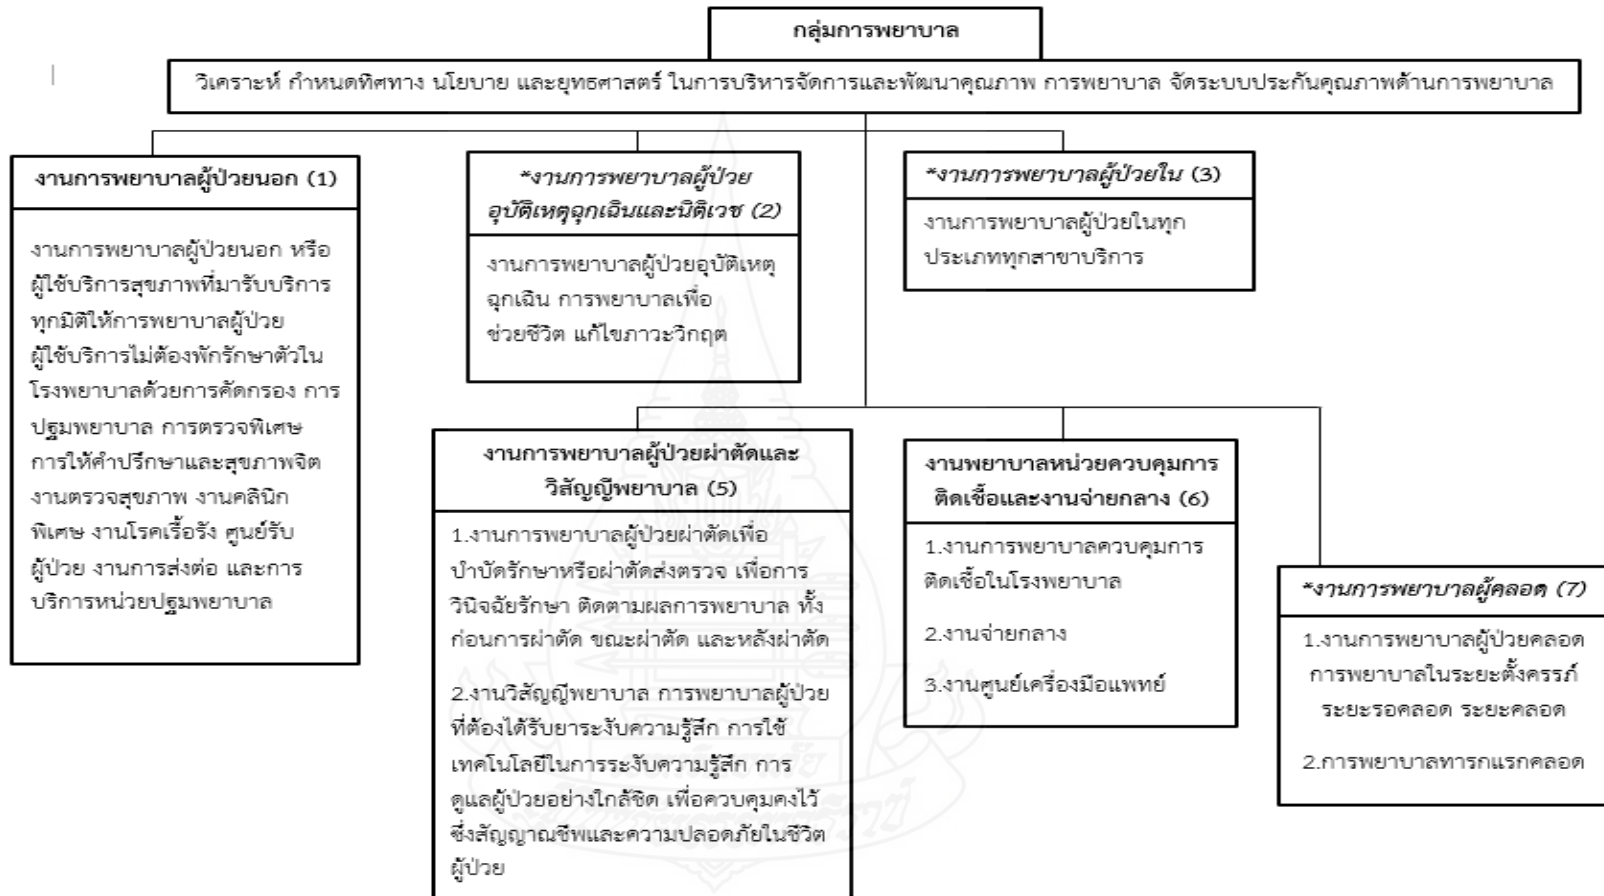 กลุ่มการพยาบาล
วิเคราะห์ กำหนดทิศทาง นโยบาย และยุทธศาสตร์ ในการบริหารจัดการและพัฒนาคุณภาพ การพยาบาล จัดระบบประกันคุณภาพด้านการพยาบาล
งานการพยาบาลผู้ป่วยนอก (1)
งานการพยาบาลผู้ป่วยนอก หรือ
ผู้ใช้บริการสุขภาพที่มารับบริการ
ทุกมิติให้การพยาบาลผู้ป่วย
ผู้ใช้บริการไม่ต้องพักรักษาตัวใน
โรงพยาบาลด้วยการคัดกรอง การ
ปฐมพยาบาล การตรวจพิเศษ
การให้คำปรึกษาและสุขภาพจิต
งานตรวจสุขภาพ งานคลินิก
พิเศษ งานโรคเรื้อรัง ศูนย์รับ
ผู้ป่วย งานการส่งต่อ และการ
บริการหน่วยปฐมพยาบาล
*งานการพยาบาลผู้ป่วย
อุบัติเหตุฉุกเฉินและนิติเวช (2)
งานการพยาบาลผู้ป่วยอุบัติเหตุ
ฉุกเฉิน การพยาบาลเพื่อ
ช่วยชีวิต แก้ไขภาวะวิกฤต
*งานการพยาบาลผู้ป่วยใน (3)
งานการพยาบาลผู้ป่วยในทุก
ประเภททุกสาขาบริการ
งานการพยาบาลผู้ป่วยผ่าตัดและ
วิสัญญีพยาบาล (5)
1.งานการพยาบาลผู้ป่วยผ่าตัดเพื่อ
บำบัดรักษาหรือผ่าตัดส่งตรวจ เพื่อการ
วินิจฉัยรักษา ติดตามผลการพยาบาล ทั้ง
ก่อนการผ่าตัด ขณะผ่าตัด และหลังผ่าตัด
2.งานวิสัญญีพยาบาล การพยาบาลผู้ป่วย
ที่ต้องได้รับยาระงับความรู้สึก การใช้
เทคโนโลยีในการระงับความรู้สึก การ
ดูแลผู้ป่วยอย่างใกล้ชิด เพื่อควบคุมคงไว้
ซึ่งสัญญาณชีพและความปลอดภัยในชีวิต
ผู้ป่วย
งานพยาบาลหน่วยควบคุมการ
ติดเชื้อและงานจ่ายกลาง (6)
1.งานการพยาบาลควบคุมการ
ติดเชื้อในโรงพยาบาล
2.งานจ่ายกลาง
3.งานศูนย์เครื่องมือแพทย์
*งานการพยาบาลผู้คลอด (7)
1.งานการพยาบาลผู้ป่วยคลอด
การพยาบาลในระยะตั้งครรภ์
ระยะรอคลอด ระยะคลอด
2.การพยาบาลทารกแรกคลอด